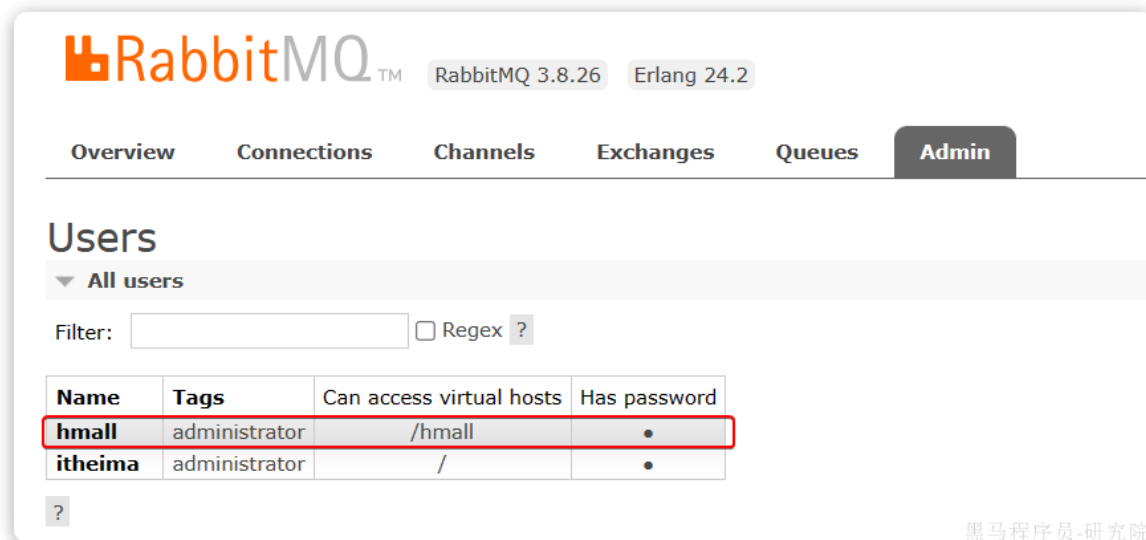 RabbitMQ TM RabbitMQ 3.8.26 Erlang 24.2
Overview Connections Channels Exchanges Queues Admin
Users
All users
Filter: Regex ?
Name Tags Can access virtual hosts Has password
hmall administrator /hmall ●
itheima administrator / ●
?
黑马程序员-研究院